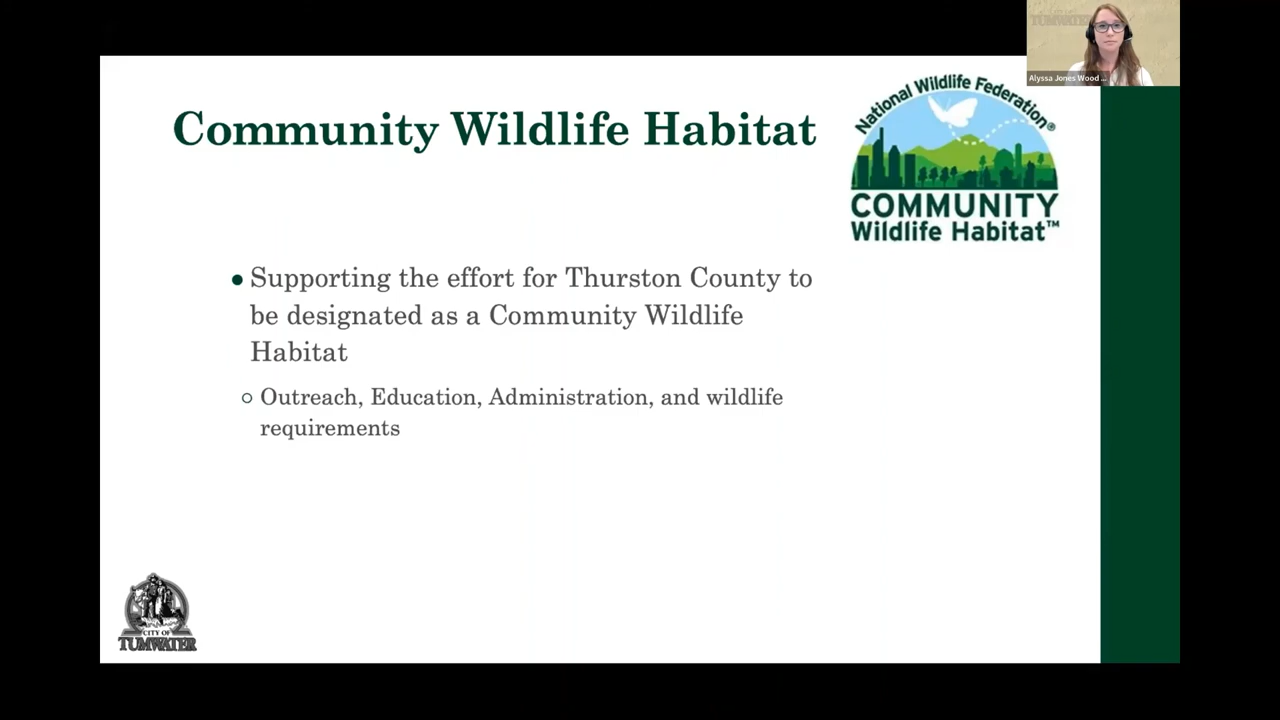 TUMWATER
Alyssa Jones Wood ...
Community Wildlife Habitat
National Wildlife Federation®
COMMUNITY
Wildlife Habitat™
• Supporting the effort for Thurston County to
be designated as a Community Wildlife
Habitat
○ Outreach, Education, Administration, and wildlife
requirements
CITY OF
TUMWATER